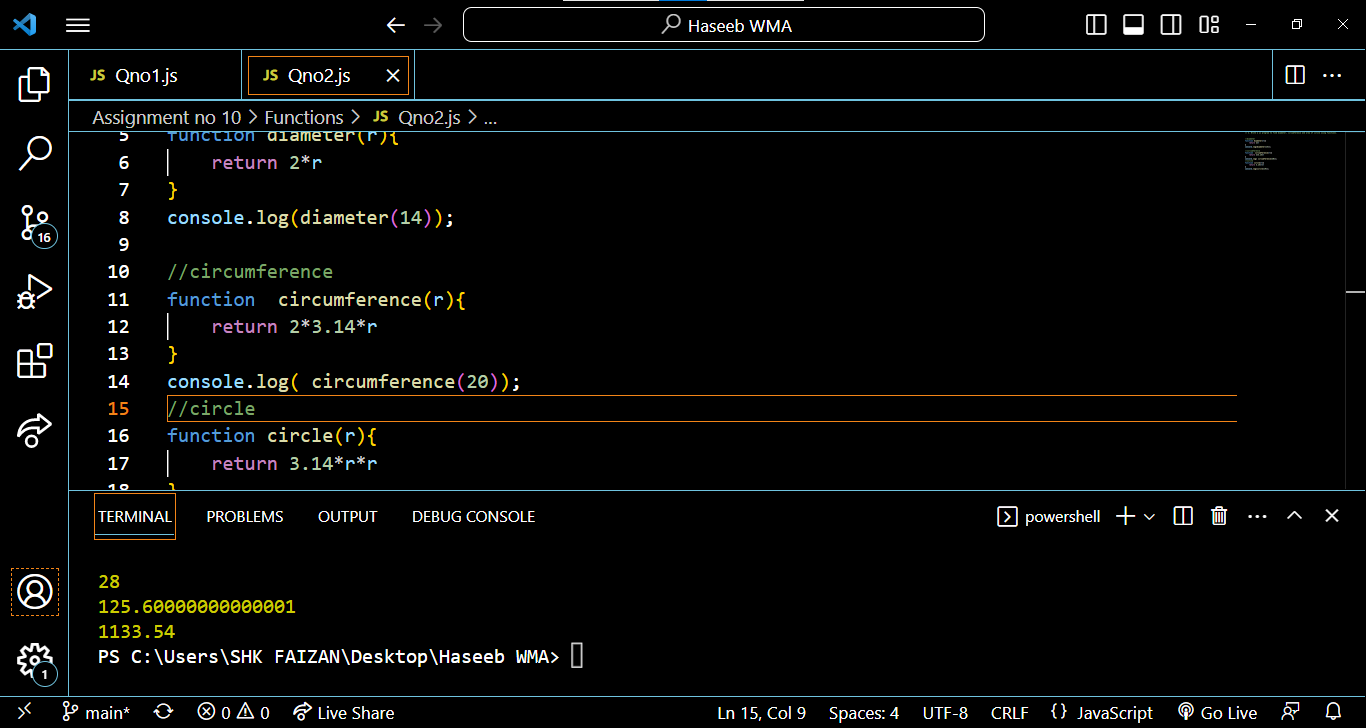 Haseeb WMA
JS Qno1.js
JS Qno2.js
Assignment no 10 > Functions > JS Qno2.js > ...
5 function diameter(r){
6 return 2*r
7 }
8 console.log(diameter(14));
9
10 //circumference
11 function  circumference(r){
12 return 2*3.14*r
13 }
14 console.log( circumference(20));
15 //circle
16 function circle(r){
17 return 3.14*r*r
18 }
16
TERMINAL PROBLEMS OUTPUT DEBUG CONSOLE
powershell
28
125.60000000000001
1133.54
PS C:\Users\SHK FAIZAN\Desktop\Haseeb WMA>
1
main* 0 0 Live Share
Ln 15, Col 9 Spaces: 4 UTF-8 CRLF {} JavaScript Go Live